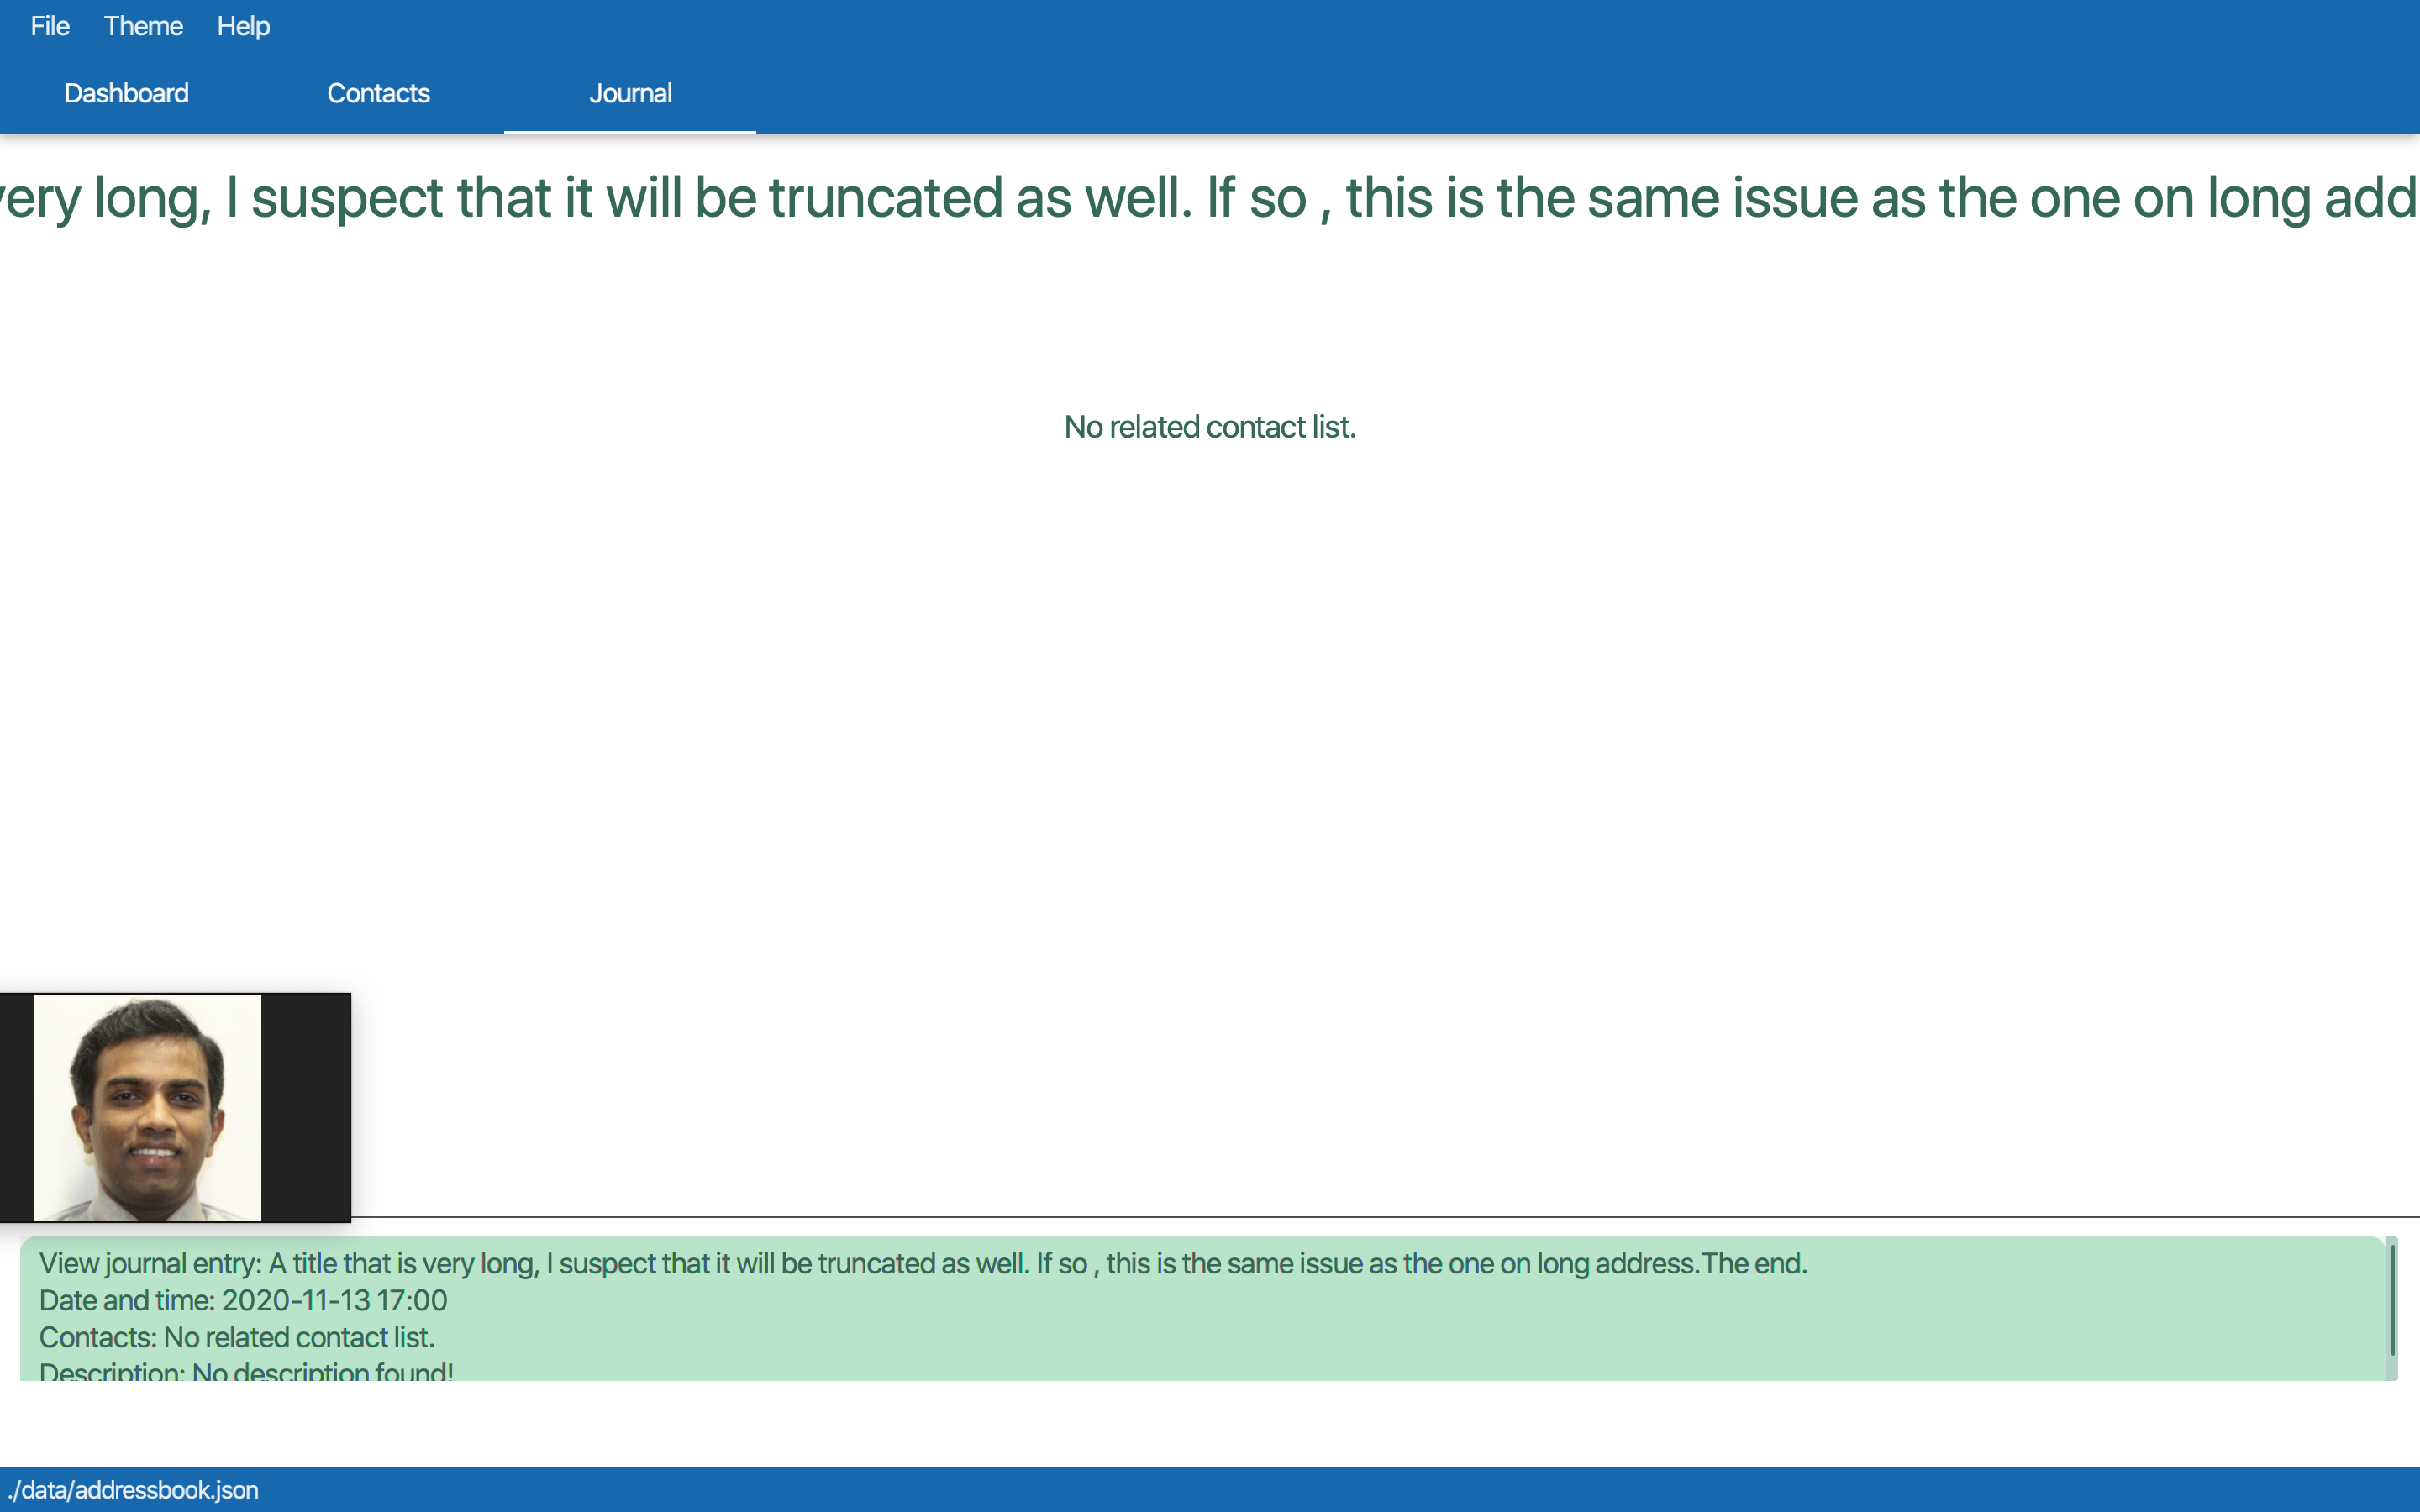 File Theme Help
Dashboard Contacts Journal
very long, I suspect that it will be truncated as well. If so , this is the same issue as the one on long add
No related contact list.
View journal entry: A title that is very long, I suspect that it will be truncated as well. If so , this is the same issue as the one on long address.The end.
Date and time: 2020-11-13 17:00
Contacts: No related contact list.
Description: No description found!
./data/addressbook.json